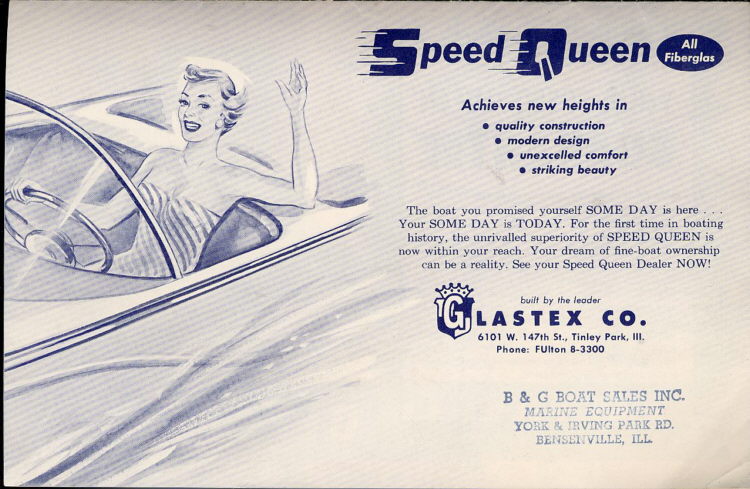 Speed Queen All
Fiberglas
Achieves new heights in
• quality construction
• modern design
• unexcelled comfort
• striking beauty
The boat you promised yourself SOME DAY is here . . .
Your SOME DAY is TODAY. For the first time in boating
history, the unrivalled superiority of SPEED QUEEN is
now within your reach. Your dream of fine-boat ownership
can be a reality. See your Speed Queen Dealer NOW!
built by the leader
GLASTEX CO.
6101 W. 147th St., Tinley Park, Ill.
Phone: FUlton 8-3300
B & G BOAT SALES INC.
MARINE EQUIPMENT
YORK & IRVING PARK RD.
BENSENVILLE, ILL.